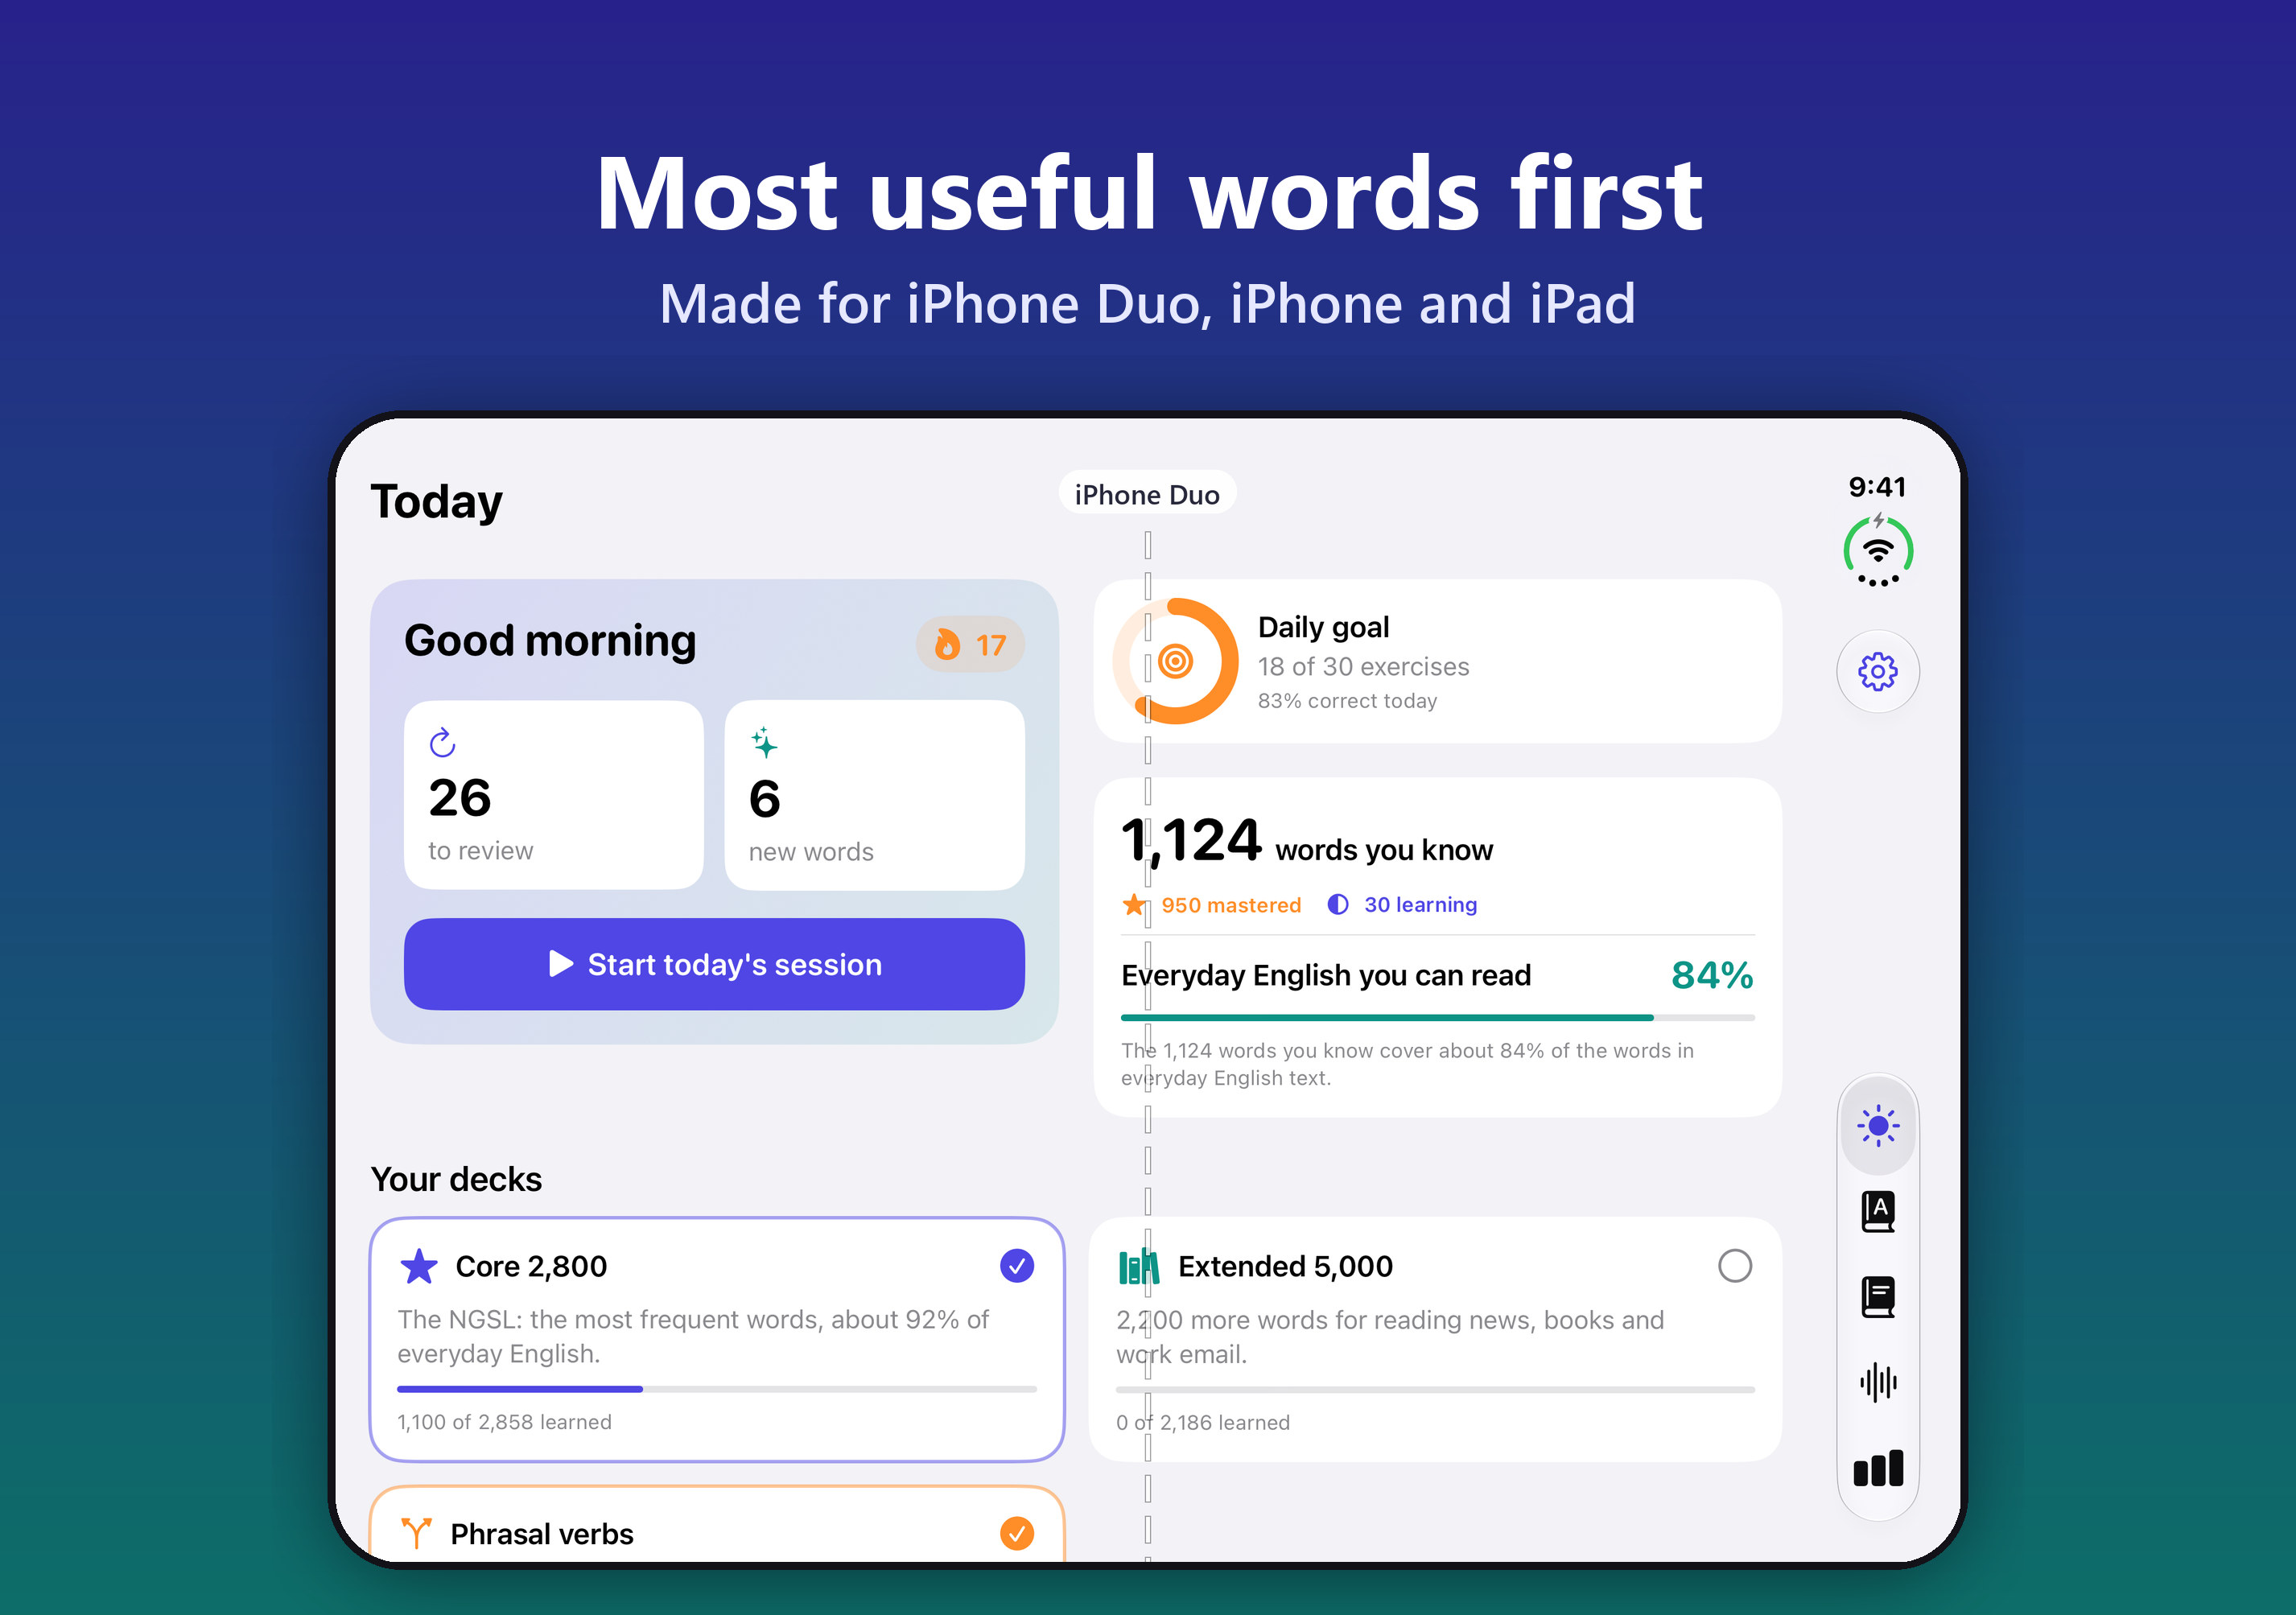 Most useful words first
Made for iPhone Duo, iPhone and iPad
Today
iPhone Duo
9:41
Good morning
17
26
to review
6
new words
Start today's session
Daily goal
18 of 30 exercises
83% correct today
1,124 words you know
950 mastered
30 learning
Everyday English you can read
84%
The 1,124 words you know cover about 84% of the words in
everyday English text.
Your decks
Core 2,800
The NGSL: the most frequent words, about 92% of
everyday English.
1,100 of 2,858 learned
Extended 5,000
2,200 more words for reading news, books and
work email.
0 of 2,186 learned
Phrasal verbs
A